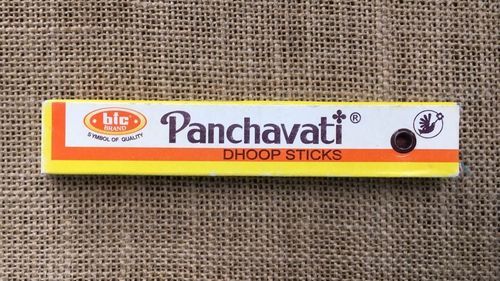 bic
BRAND
SYMBOL OF QUALITY
Panchavati ®
DHOOP STICKS